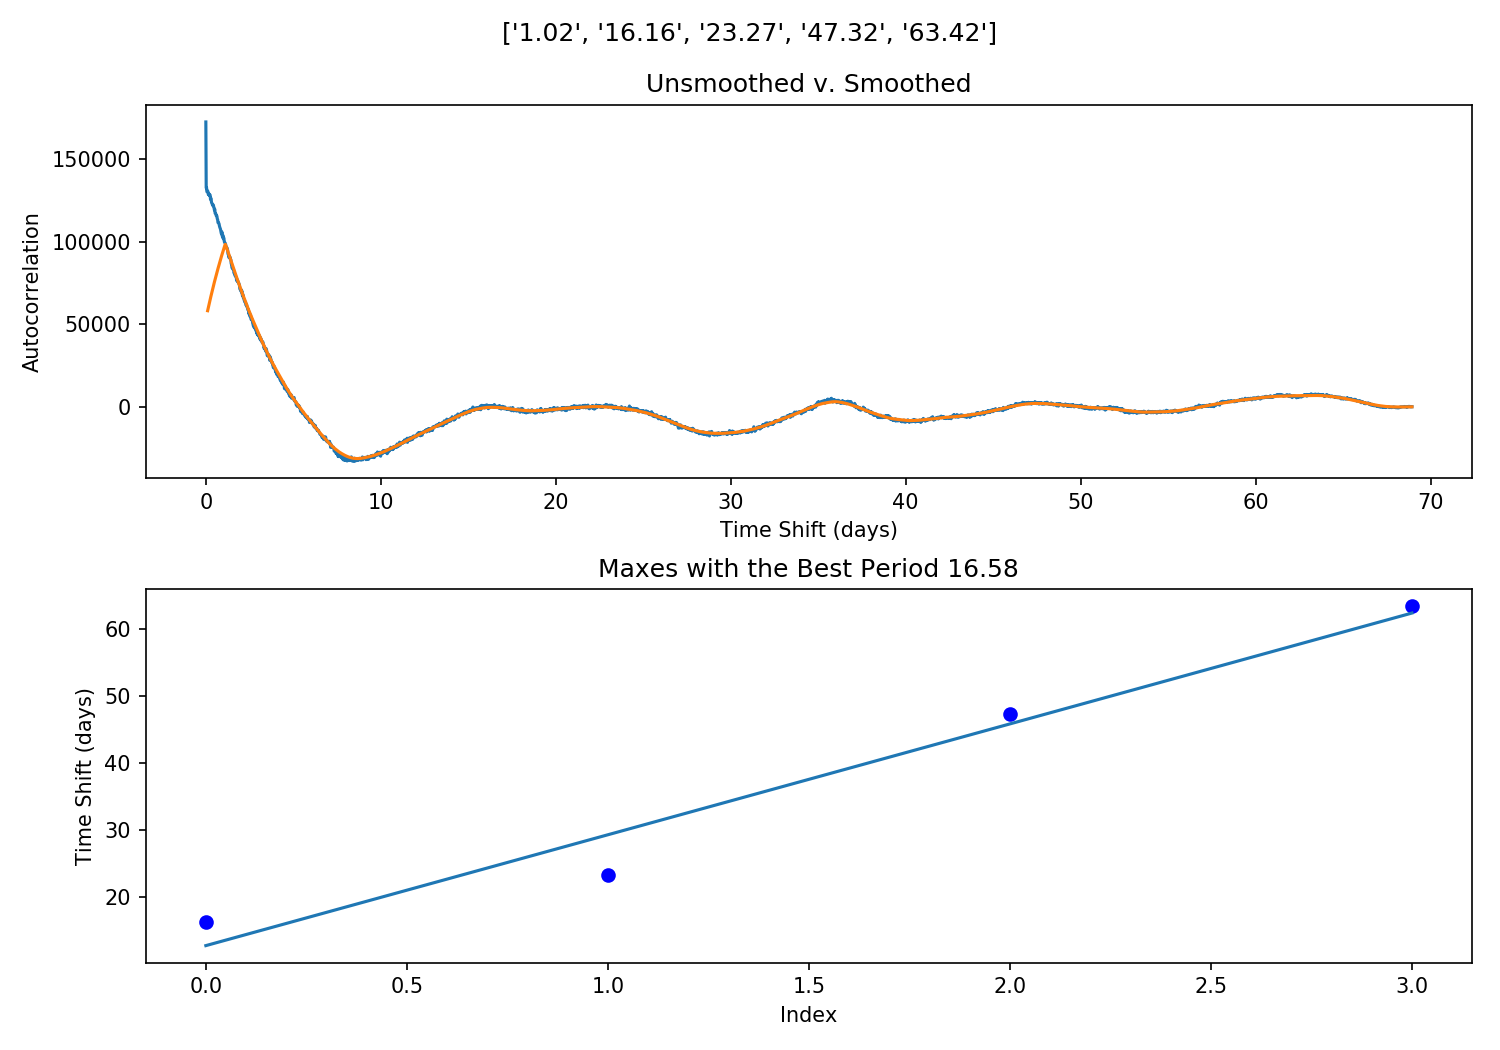 ['1.02', '16.16', '23.27', '47.32', '63.42']
Unsmoothed v. Smoothed
150000
100000
50000
0
Autocorrelation
0 10 20 30 40 50 60 70
Time Shift (days)
Maxes with the Best Period 16.58
60
50
40
30
20
Time Shift (days)
0.0 0.5 1.0 1.5 2.0 2.5 3.0
Index